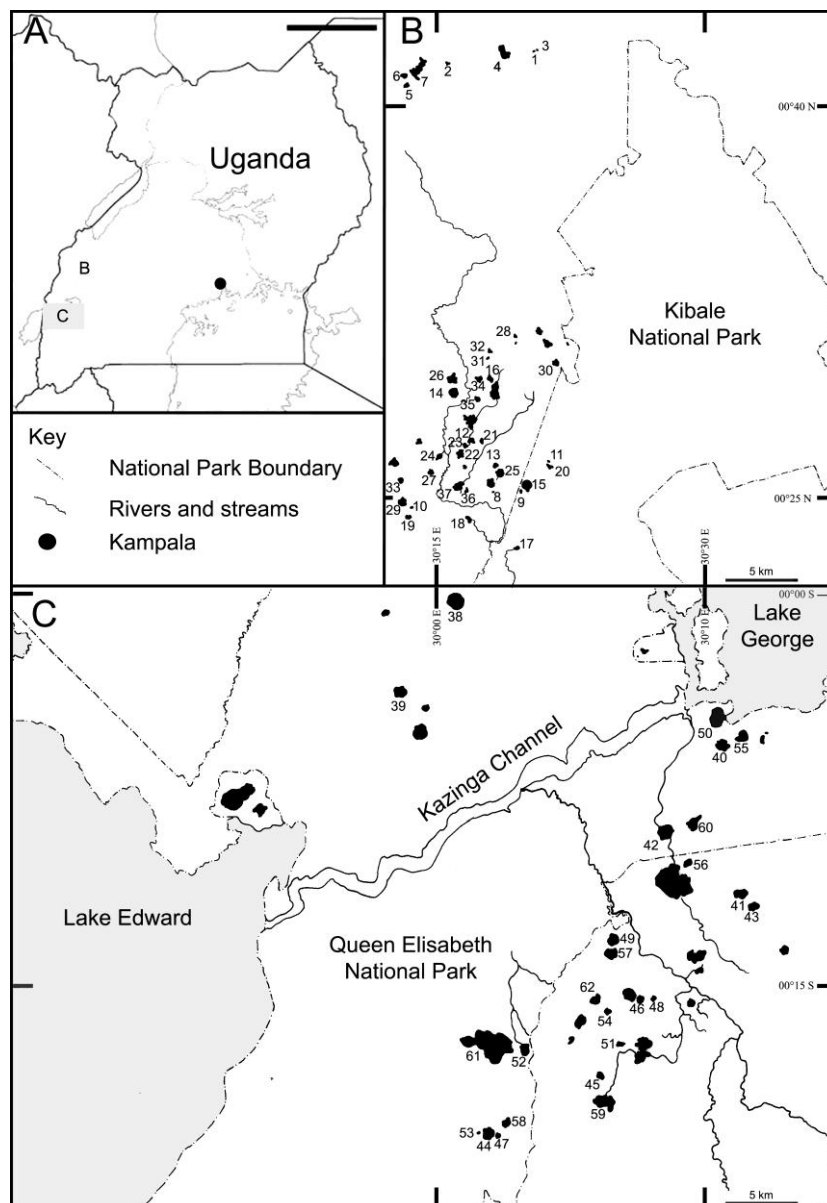 A
Uganda
B
C
Key
National Park Boundary
Rivers and streams
Kampala
B
3
1
2
4
6
7
5
00°40 N
Kibale
National Park
28
32
31
30
26
16
34
14
35
12
21
23
22
24
13
11
20
25
27
33
15
37
36
8
9
00°25 N
29
10
19
18
17
30°15 E
30°30 E
5 km
C
00°00 S
30°00 E
30°10 E
38
Lake
George
39
50
40
55
Kazinga Channel
60
42
56
41
43
Lake Edward
Queen Elisabeth
National Park
49
57
00°15 S
62
46
48
54
61
52
51
45
59
58
53
44
47
5 km